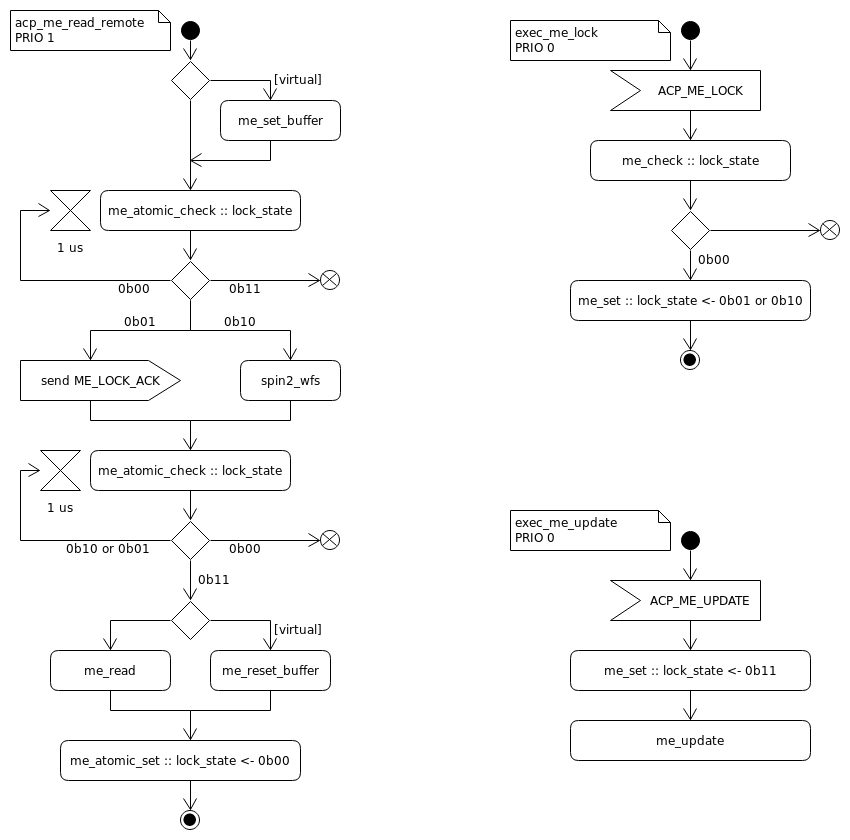 acp_me_read_remote
PRIO 1
[virtual]
me_set_buffer
me_atomic_check :: lock_state
1 us
0b00
0b11
0b01
0b10
send ME_LOCK_ACK
spin2_wfs
me_atomic_check :: lock_state
1 us
0b10 or 0b01
0b00
0b11
[virtual]
me_read
me_reset_buffer
me_atomic_set :: lock_state <- 0b00
exec_me_lock
PRIO 0
ACP_ME_LOCK
me_check :: lock_state
0b00
me_set :: lock_state <- 0b01 or 0b10
exec_me_update
PRIO 0
ACP_ME_UPDATE
me_set :: lock_state <- 0b11
me_update